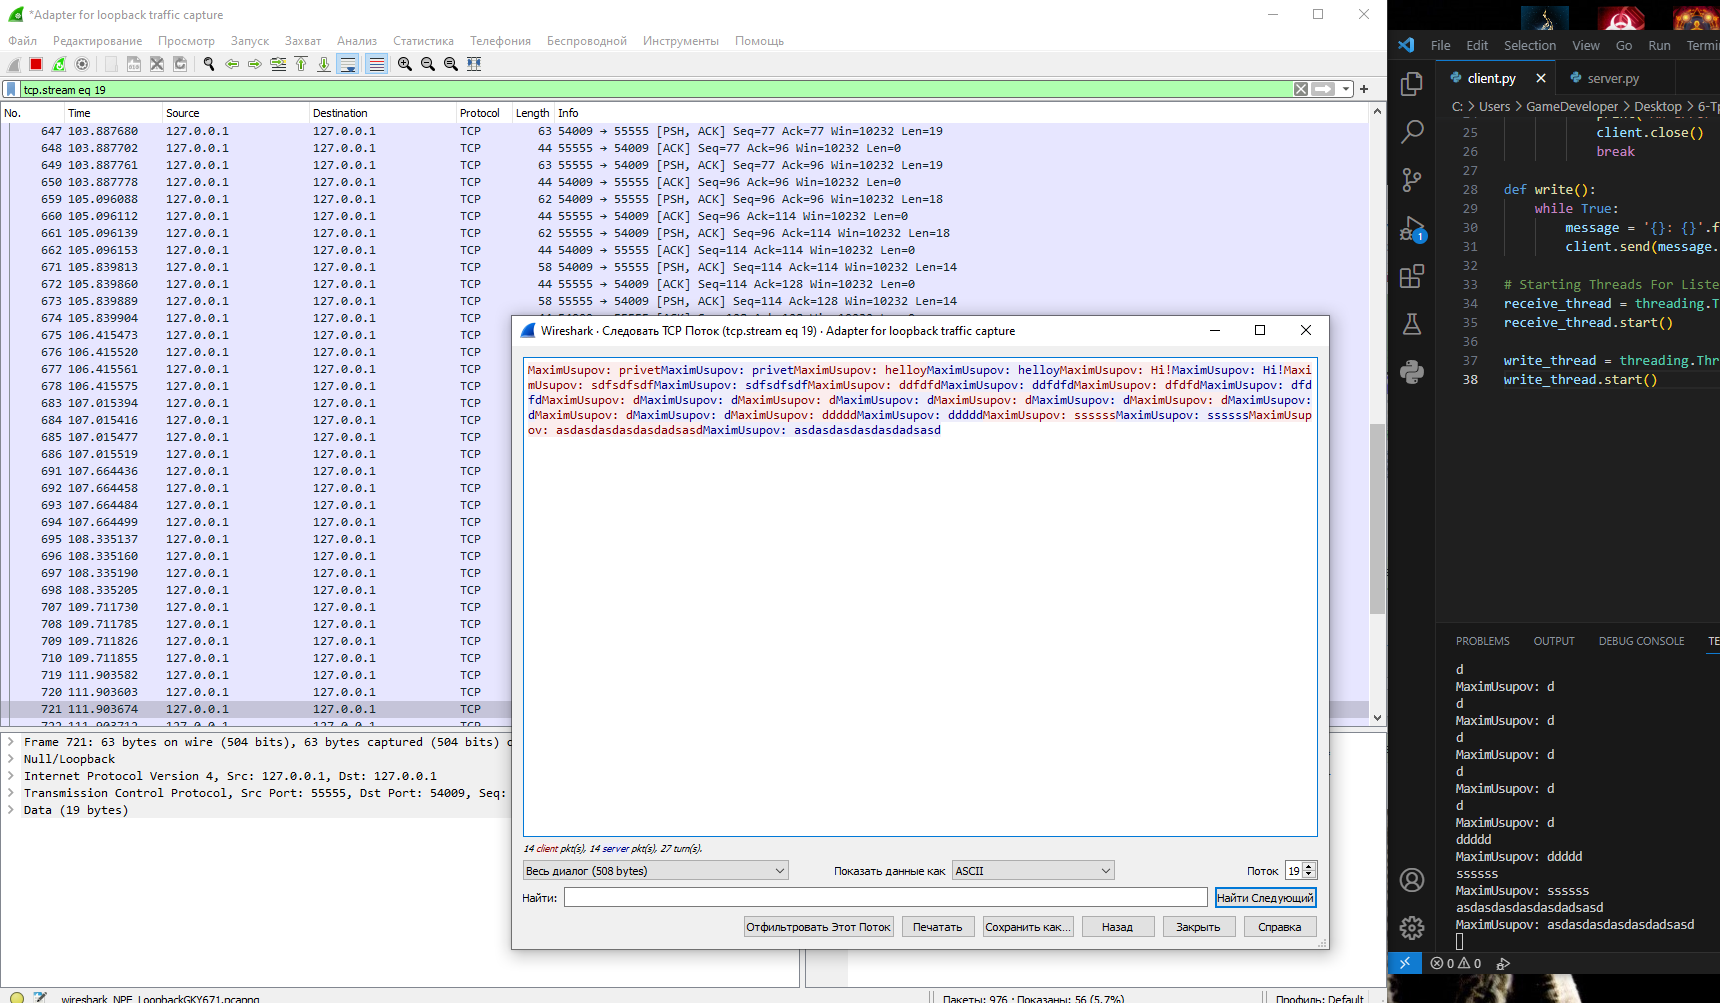 *Adapter for loopback traffic capture
Файл Редактирование Просмотр Запуск Захват Анализ Статистика Телефония Беспроводной Инструменты Помощь
tcp.stream eq 19
No. Time Source Destination Protocol Length Info
647 103.887680 127.0.0.1 127.0.0.1 TCP 63 54009 → 55555 [PSH, ACK] Seq=77 Ack=77 Win=10232 Len=19
648 103.887702 127.0.0.1 127.0.0.1 TCP 44 55555 → 54009 [ACK] Seq=77 Ack=96 Win=10232 Len=0
649 103.887761 127.0.0.1 127.0.0.1 TCP 63 55555 → 54009 [PSH, ACK] Seq=77 Ack=96 Win=10232 Len=19
650 103.887778 127.0.0.1 127.0.0.1 TCP 44 54009 → 55555 [ACK] Seq=96 Ack=96 Win=10232 Len=0
659 105.096088 127.0.0.1 127.0.0.1 TCP 62 54009 → 55555 [PSH, ACK] Seq=96 Ack=96 Win=10232 Len=18
660 105.096112 127.0.0.1 127.0.0.1 TCP 44 55555 → 54009 [ACK] Seq=96 Ack=114 Win=10232 Len=0
661 105.096139 127.0.0.1 127.0.0.1 TCP 62 55555 → 54009 [PSH, ACK] Seq=96 Ack=114 Win=10232 Len=18
662 105.096153 127.0.0.1 127.0.0.1 TCP 44 54009 → 55555 [ACK] Seq=114 Ack=114 Win=10232 Len=0
671 105.839813 127.0.0.1 127.0.0.1 TCP 58 54009 → 55555 [PSH, ACK] Seq=114 Ack=114 Win=10232 Len=14
672 105.839860 127.0.0.1 127.0.0.1 TCP 44 55555 → 54009 [ACK] Seq=114 Ack=128 Win=10232 Len=0
673 105.839889 127.0.0.1 127.0.0.1 TCP 58 55555 → 54009 [PSH, ACK] Seq=114 Ack=128 Win=10232 Len=14
674 105.839904 127.0.0.1 127.0.0.1 TCP
675 106.415473 127.0.0.1 127.0.0.1 TCP
676 106.415520 127.0.0.1 127.0.0.1 TCP
677 106.415561 127.0.0.1 127.0.0.1 TCP
678 106.415575 127.0.0.1 127.0.0.1 TCP
683 107.015394 127.0.0.1 127.0.0.1 TCP
684 107.015416 127.0.0.1 127.0.0.1 TCP
685 107.015477 127.0.0.1 127.0.0.1 TCP
686 107.015519 127.0.0.1 127.0.0.1 TCP
691 107.664436 127.0.0.1 127.0.0.1 TCP
692 107.664458 127.0.0.1 127.0.0.1 TCP
693 107.664484 127.0.0.1 127.0.0.1 TCP
694 107.664499 127.0.0.1 127.0.0.1 TCP
695 108.335137 127.0.0.1 127.0.0.1 TCP
696 108.335160 127.0.0.1 127.0.0.1 TCP
697 108.335190 127.0.0.1 127.0.0.1 TCP
698 108.335205 127.0.0.1 127.0.0.1 TCP
707 109.711730 127.0.0.1 127.0.0.1 TCP
708 109.711785 127.0.0.1 127.0.0.1 TCP
709 109.711826 127.0.0.1 127.0.0.1 TCP
710 109.711855 127.0.0.1 127.0.0.1 TCP
719 111.903582 127.0.0.1 127.0.0.1 TCP
720 111.903603 127.0.0.1 127.0.0.1 TCP
721 111.903674 127.0.0.1 127.0.0.1 TCP
722 111.903712 127.0.0.1 127.0.0.1 TCP
Frame 721: 63 bytes on wire (504 bits), 63 bytes captured (504 bits)
Null/Loopback
Internet Protocol Version 4, Src: 127.0.0.1, Dst: 127.0.0.1
Transmission Control Protocol, Src Port: 55555, Dst Port: 54009, Seq:
Data (19 bytes)
wireshark_NPF_LoopbackGKY671.pcapng
Пакеты: 976 · Показаны: 56 (5.7%)
Профиль: Default
Wireshark · Следовать TCP Поток (tcp.stream eq 19) · Adapter for loopback traffic capture
MaximUsupov: privetMaximUsupov: privetMaximUsupov: helloyMaximUsupov: helloyMaximUsupov: Hi!MaximUsupov: Hi!Maxi
mUsupov: sdfsdfsdfMaximUsupov: sdfsdfsdfMaximUsupov: ddfdfdMaximUsupov: ddfdfdMaximUsupov: dfdfdMaximUsupov: dfd
fdMaximUsupov: dMaximUsupov: dMaximUsupov: dMaximUsupov: dMaximUsupov: dMaximUsupov: dMaximUsupov: dMaximUsupov:
dMaximUsupov: dMaximUsupov: dMaximUsupov: dddddMaximUsupov: dddddMaximUsupov: ssssssMaximUsupov: ssssssMaximUsup
ov: asdasdasdasdasdadsasdMaximUsupov: asdasdasdasdasdadsasd
14 client pkt(s), 14 server pkt(s), 27 turn(s).
Весь диалог (508 bytes)
Показать данные как ASCII
Поток 19
Найти:
Найти Следующий
Отфильтровать Этот Поток Печатать Сохранить как... Назад Закрыть Справка
File Edit Selection View Go Run Termi
client.py server.py
C: > Users > GameDeveloper > Desktop > 6-Тр
25 client.close()
26 break
27
28 def write():
29 while True:
30 message = '{}: {}'.f
31 client.send(message.
32
33 # Starting Threads For Liste
34 receive_thread = threading.T
35 receive_thread.start()
36
37 write_thread = threading.Thr
38 write_thread.start()
1
PROBLEMS OUTPUT DEBUG CONSOLE TE
d
MaximUsupov: d
d
MaximUsupov: d
d
MaximUsupov: d
d
MaximUsupov: d
d
MaximUsupov: d
ddddd
MaximUsupov: ddddd
ssssss
MaximUsupov: ssssss
asdasdasdasdasdadsasd
MaximUsupov: asdasdasdasdasdadsasd
0 0